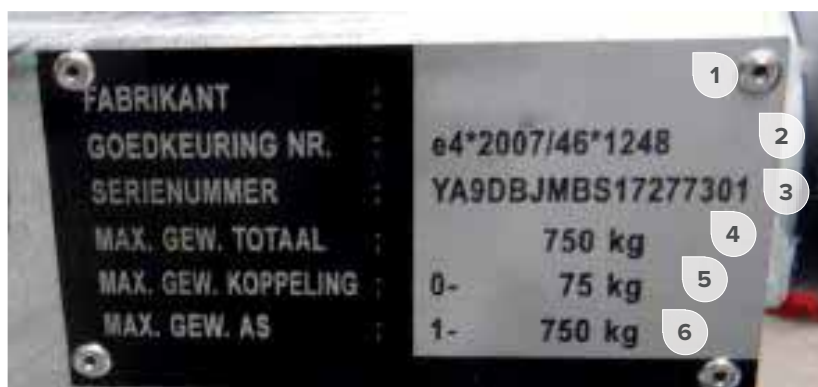 FABRIKANT : 1
GOEDKEURING NR. : e4*2007/46*1248 2
SERIENUMMER : YA9DBJMBS17277301 3
MAX. GEW. TOTAAL : 750 kg 4
MAX. GEW. KOPPELING : 0- 75 kg 5
MAX. GEW. AS : 1- 750 kg 6